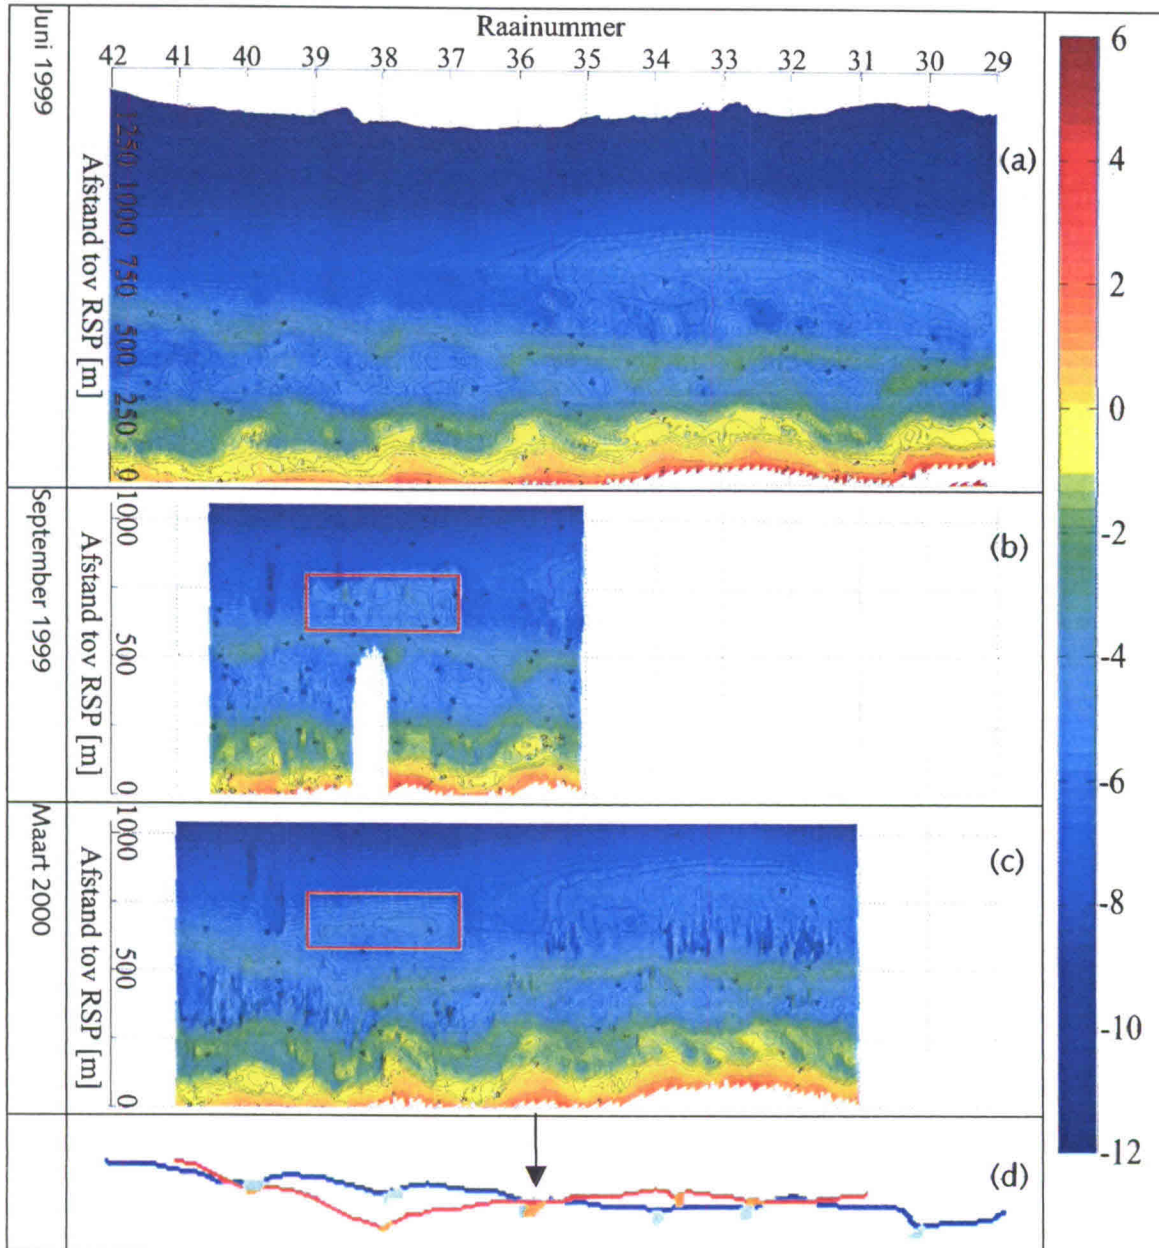 Raainummer
42 41 40 39 38 37 36 35 34 33 32 31 30 29
Juni 1999
Afstand tov RSP [m]
1250 1000 750 500 250 0
(a)
September 1999
Afstand tov RSP [m]
1000 500 0
(b)
Maart 2000
Afstand tov RSP [m]
1000 500 0
(c)
(d)
6
4
2
0
-2
-4
-6
-8
-10
-12